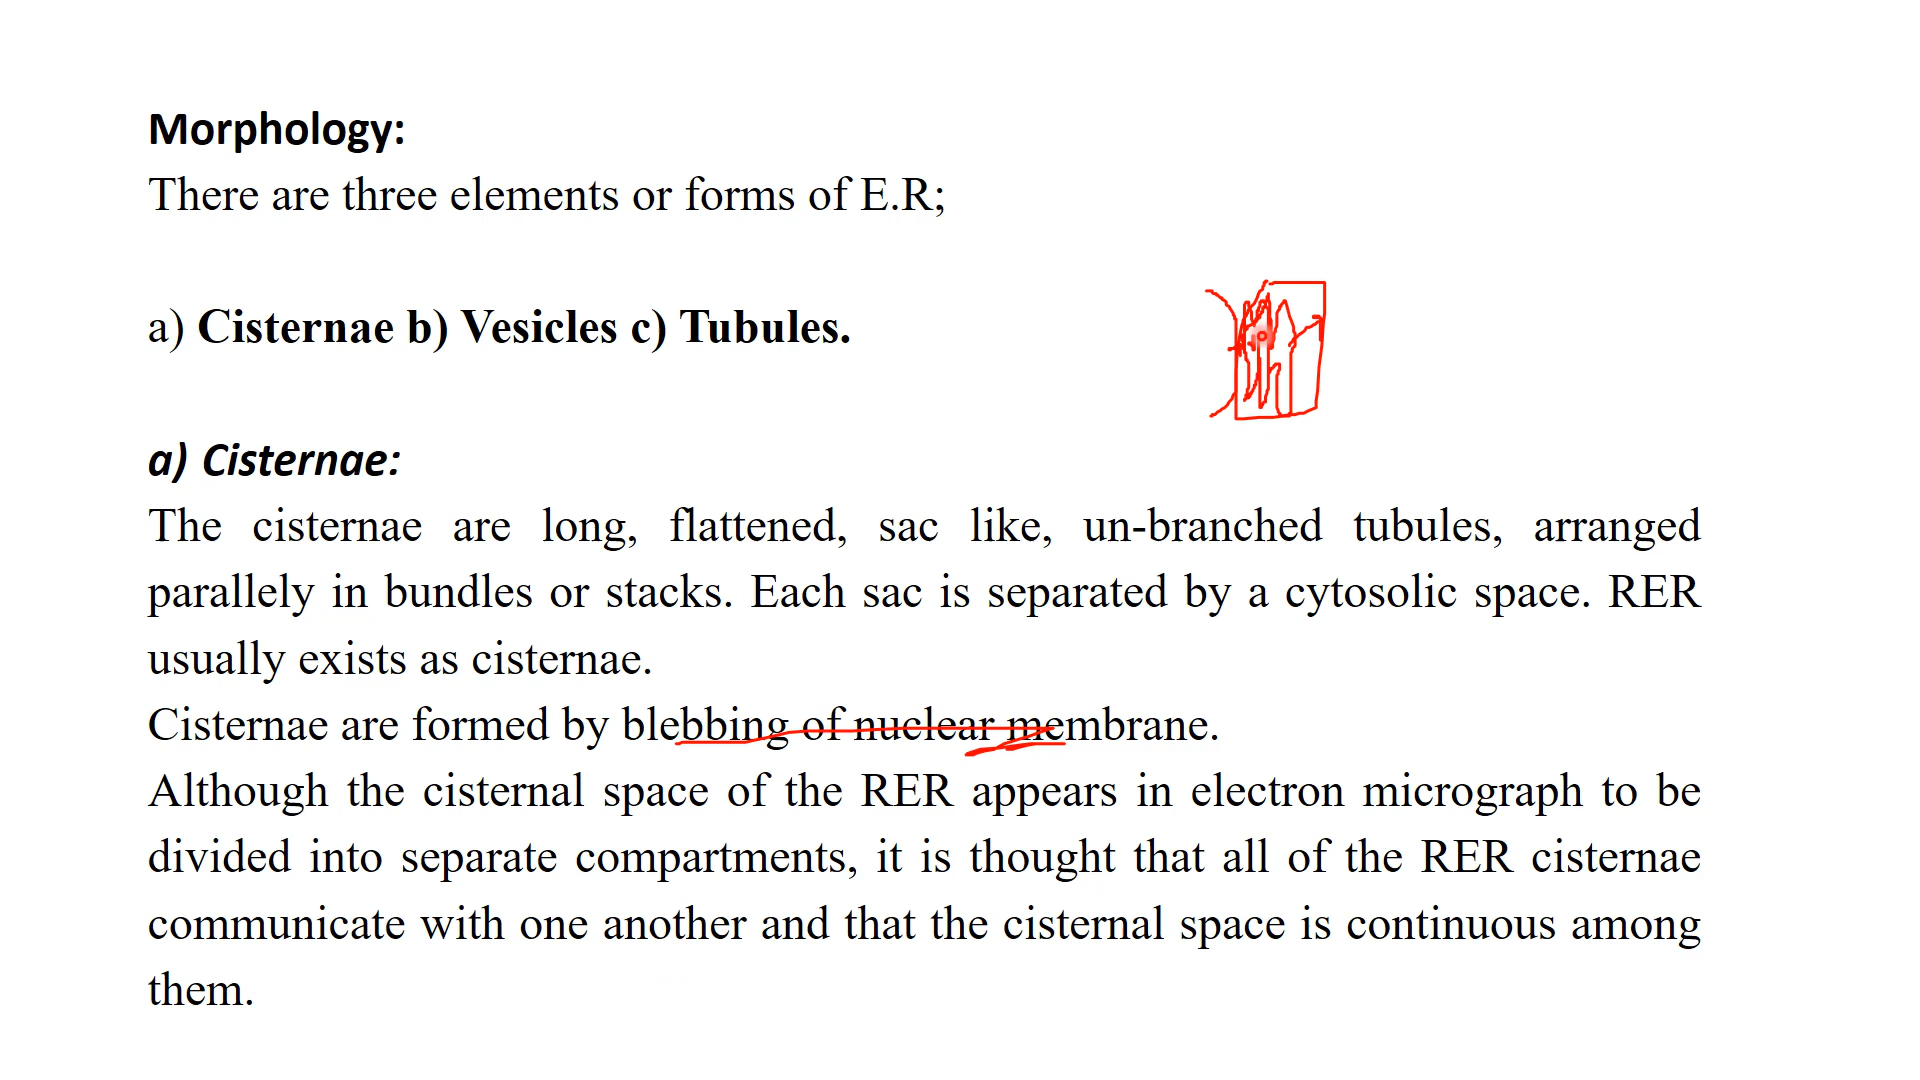 Morphology:
There are three elements or forms of E.R;
a) Cisternae b) Vesicles c) Tubules.
a) Cisternae:
The cisternae are long, flattened, sac like, un-branched tubules, arranged
parallely in bundles or stacks. Each sac is separated by a cytosolic space. RER
usually exists as cisternae.
Cisternae are formed by blebbing of nuclear membrane.
Although the cisternal space of the RER appears in electron micrograph to be
divided into separate compartments, it is thought that all of the RER cisternae
communicate with one another and that the cisternal space is continuous among
them.